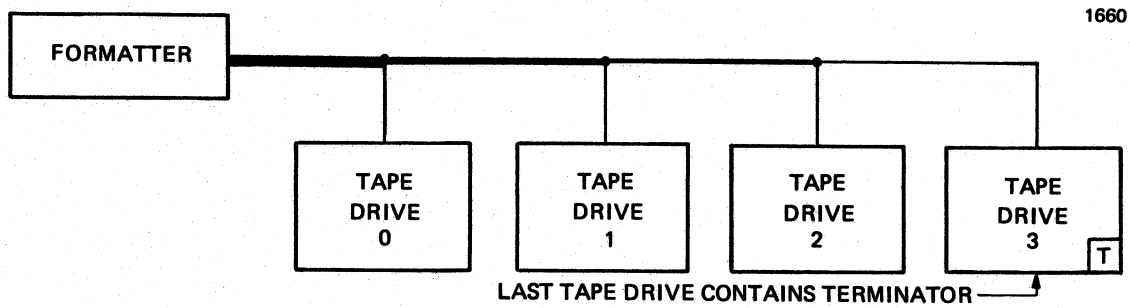 1660
FORMATTER
TAPE
DRIVE
0
TAPE
DRIVE
1
TAPE
DRIVE
2
TAPE
DRIVE
3
T
LAST TAPE DRIVE CONTAINS TERMINATOR